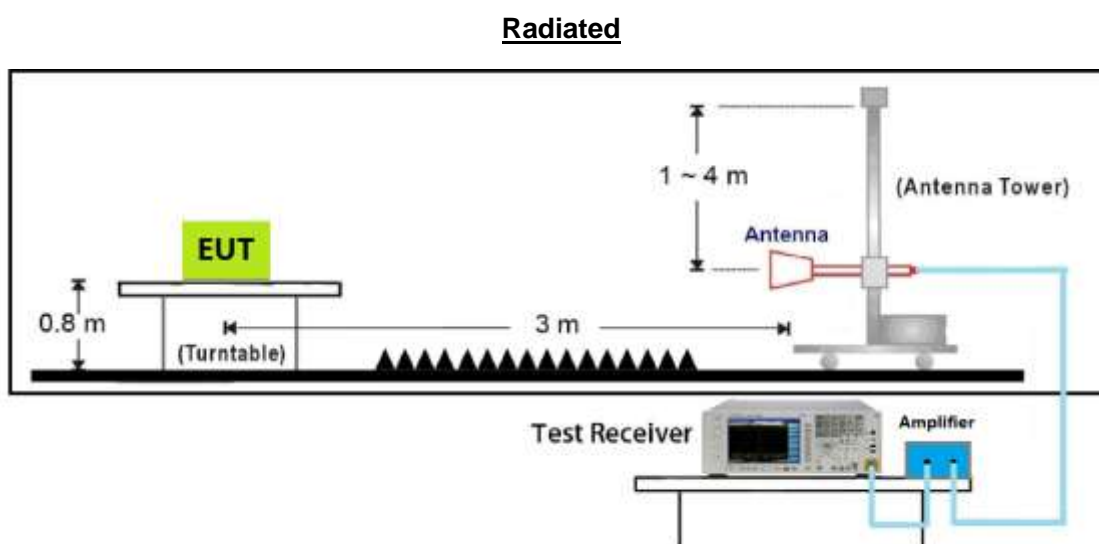 Radiated
1 ~ 4 m
(Antenna Tower)
Antenna
EUT
0.8 m
3 m
(Turntable)
Test Receiver
Amplifier